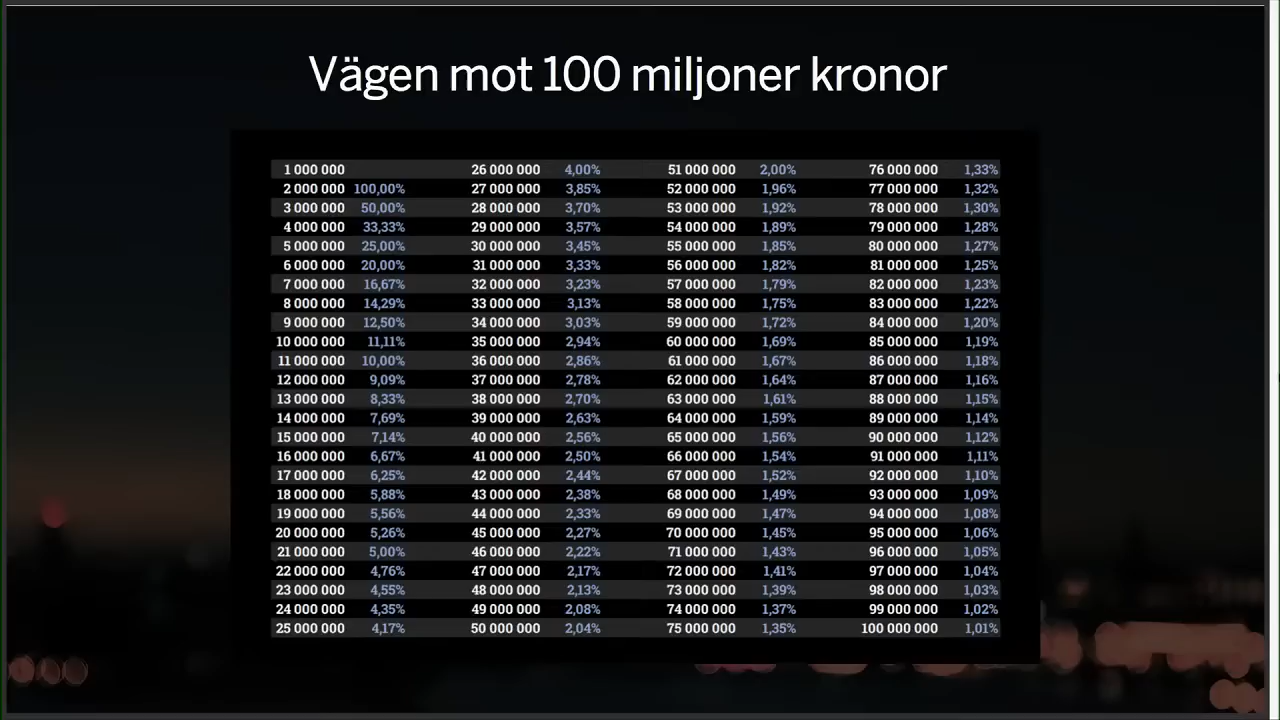 Vägen mot 100 miljoner kronor
1 000 000 26 000 000 4,00% 51 000 000 2,00% 76 000 000 1,33%
2 000 000 100,00% 27 000 000 3,85% 52 000 000 1,96% 77 000 000 1,32%
3 000 000 50,00% 28 000 000 3,70% 53 000 000 1,92% 78 000 000 1,30%
4 000 000 33,33% 29 000 000 3,57% 54 000 000 1,89% 79 000 000 1,28%
5 000 000 25,00% 30 000 000 3,45% 55 000 000 1,85% 80 000 000 1,27%
6 000 000 20,00% 31 000 000 3,33% 56 000 000 1,82% 81 000 000 1,25%
7 000 000 16,67% 32 000 000 3,23% 57 000 000 1,79% 82 000 000 1,23%
8 000 000 14,29% 33 000 000 3,13% 58 000 000 1,75% 83 000 000 1,22%
9 000 000 12,50% 34 000 000 3,03% 59 000 000 1,72% 84 000 000 1,20%
10 000 000 11,11% 35 000 000 2,94% 60 000 000 1,69% 85 000 000 1,19%
11 000 000 10,00% 36 000 000 2,86% 61 000 000 1,67% 86 000 000 1,18%
12 000 000 9,09% 37 000 000 2,78% 62 000 000 1,64% 87 000 000 1,16%
13 000 000 8,33% 38 000 000 2,70% 63 000 000 1,61% 88 000 000 1,15%
14 000 000 7,69% 39 000 000 2,63% 64 000 000 1,59% 89 000 000 1,14%
15 000 000 7,14% 40 000 000 2,56% 65 000 000 1,56% 90 000 000 1,12%
16 000 000 6,67% 41 000 000 2,50% 66 000 000 1,54% 91 000 000 1,11%
17 000 000 6,25% 42 000 000 2,44% 67 000 000 1,52% 92 000 000 1,10%
18 000 000 5,88% 43 000 000 2,38% 68 000 000 1,49% 93 000 000 1,09%
19 000 000 5,56% 44 000 000 2,33% 69 000 000 1,47% 94 000 000 1,08%
20 000 000 5,26% 45 000 000 2,27% 70 000 000 1,45% 95 000 000 1,06%
21 000 000 5,00% 46 000 000 2,22% 71 000 000 1,43% 96 000 000 1,05%
22 000 000 4,76% 47 000 000 2,17% 72 000 000 1,41% 97 000 000 1,04%
23 000 000 4,55% 48 000 000 2,13% 73 000 000 1,39% 98 000 000 1,03%
24 000 000 4,35% 49 000 000 2,08% 74 000 000 1,37% 99 000 000 1,02%
25 000 000 4,17% 50 000 000 2,04% 75 000 000 1,35% 100 000 000 1,01%